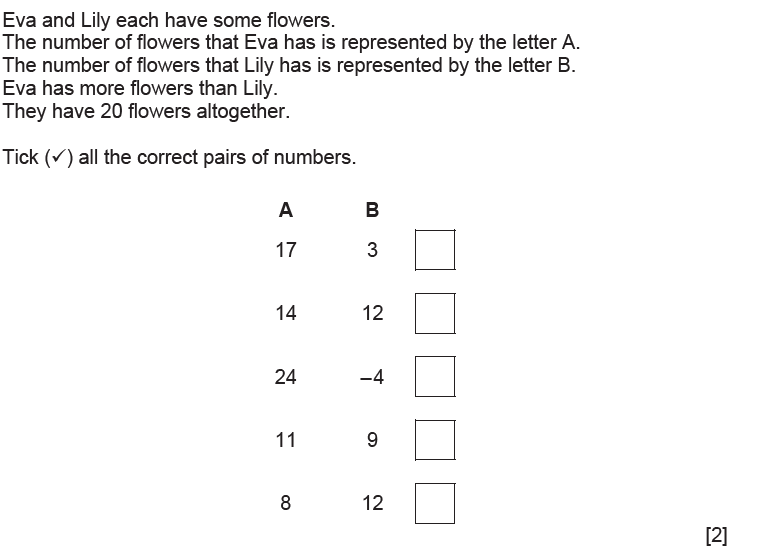 Eva and Lily each have some flowers.
The number of flowers that Eva has is represented by the letter A.
The number of flowers that Lily has is represented by the letter B.
Eva has more flowers than Lily.
They have 20 flowers altogether.
Tick (✓) all the correct pairs of numbers.
A B
17 3
14 12
24 –4
11 9
8 12
[2]